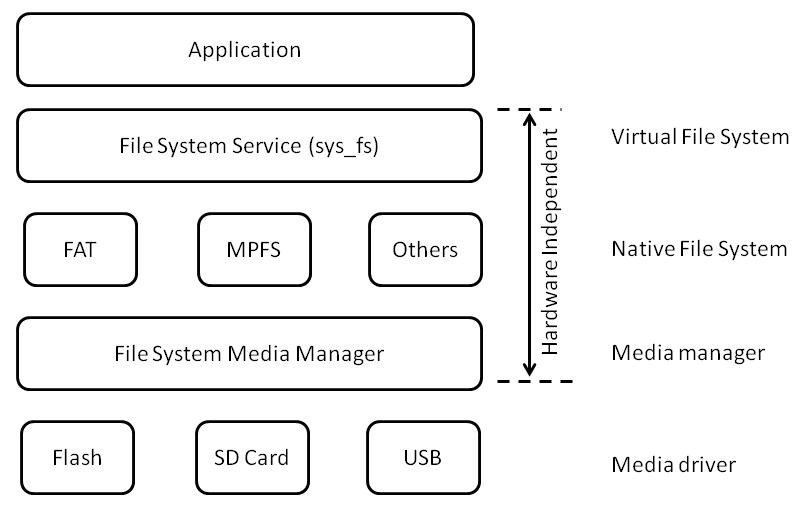 Application
File System Service (sys_fs)
Virtual File System
FAT
MPFS
Others
Native File System
Hardware Independent
File System Media Manager
Media manager
Flash
SD Card
USB
Media driver